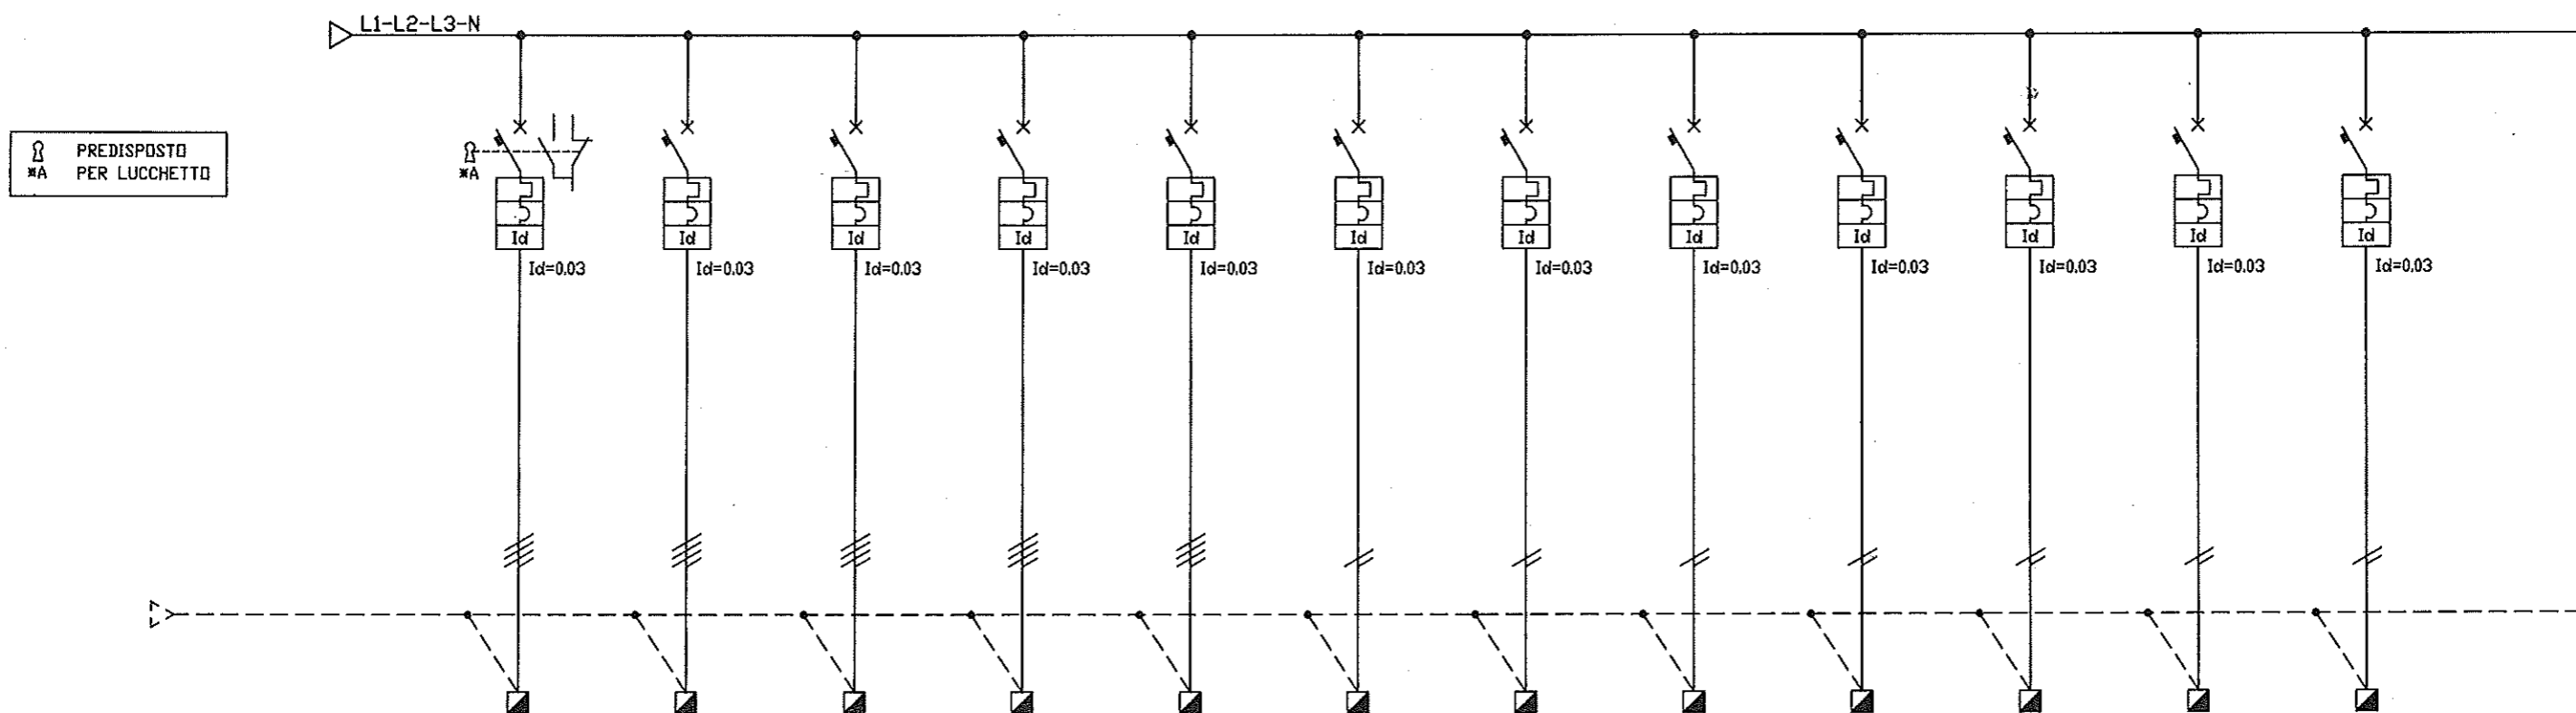 L1-L2-L3-N
PREDISPOSTO
*A PER LUCCHETTO
*A
Id Id Id Id Id Id Id Id Id Id Id Id
Id=0.03 Id=0.03 Id=0.03 Id=0.03 Id=0.03 Id=0.03 Id=0.03 Id=0.03 Id=0.03 Id=0.03 Id=0.03 Id=0.03